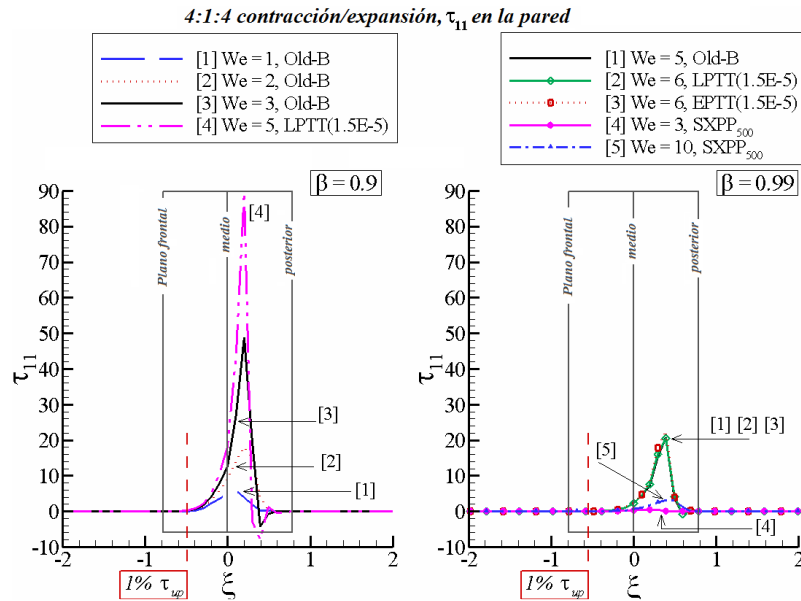 4:1:4 contracción/expansión, τ11 en la pared
[1] We = 1, Old-B
[2] We = 2, Old-B
[3] We = 3, Old-B
[4] We = 5, LPTT(1.5E-5)
[1] We = 5, Old-B
[2] We = 6, LPTT(1.5E-5)
[3] We = 6, EPTT(1.5E-5)
[4] We = 3, SXPP500
[5] We = 10, SXPP500
β = 0.9
90
80
70
60
50
40
30
20
10
0
-10
τ11
Plano frontal
medio
posterior
[4]
[3]
[2]
[1]
-2
-1
0
1
2
ξ
1% τup
β = 0.99
90
80
70
60
50
40
30
20
10
0
-10
τ11
Plano frontal
medio
posterior
[1] [2] [3]
[5]
[4]
-2
-1
0
1
2
ξ
1% τup